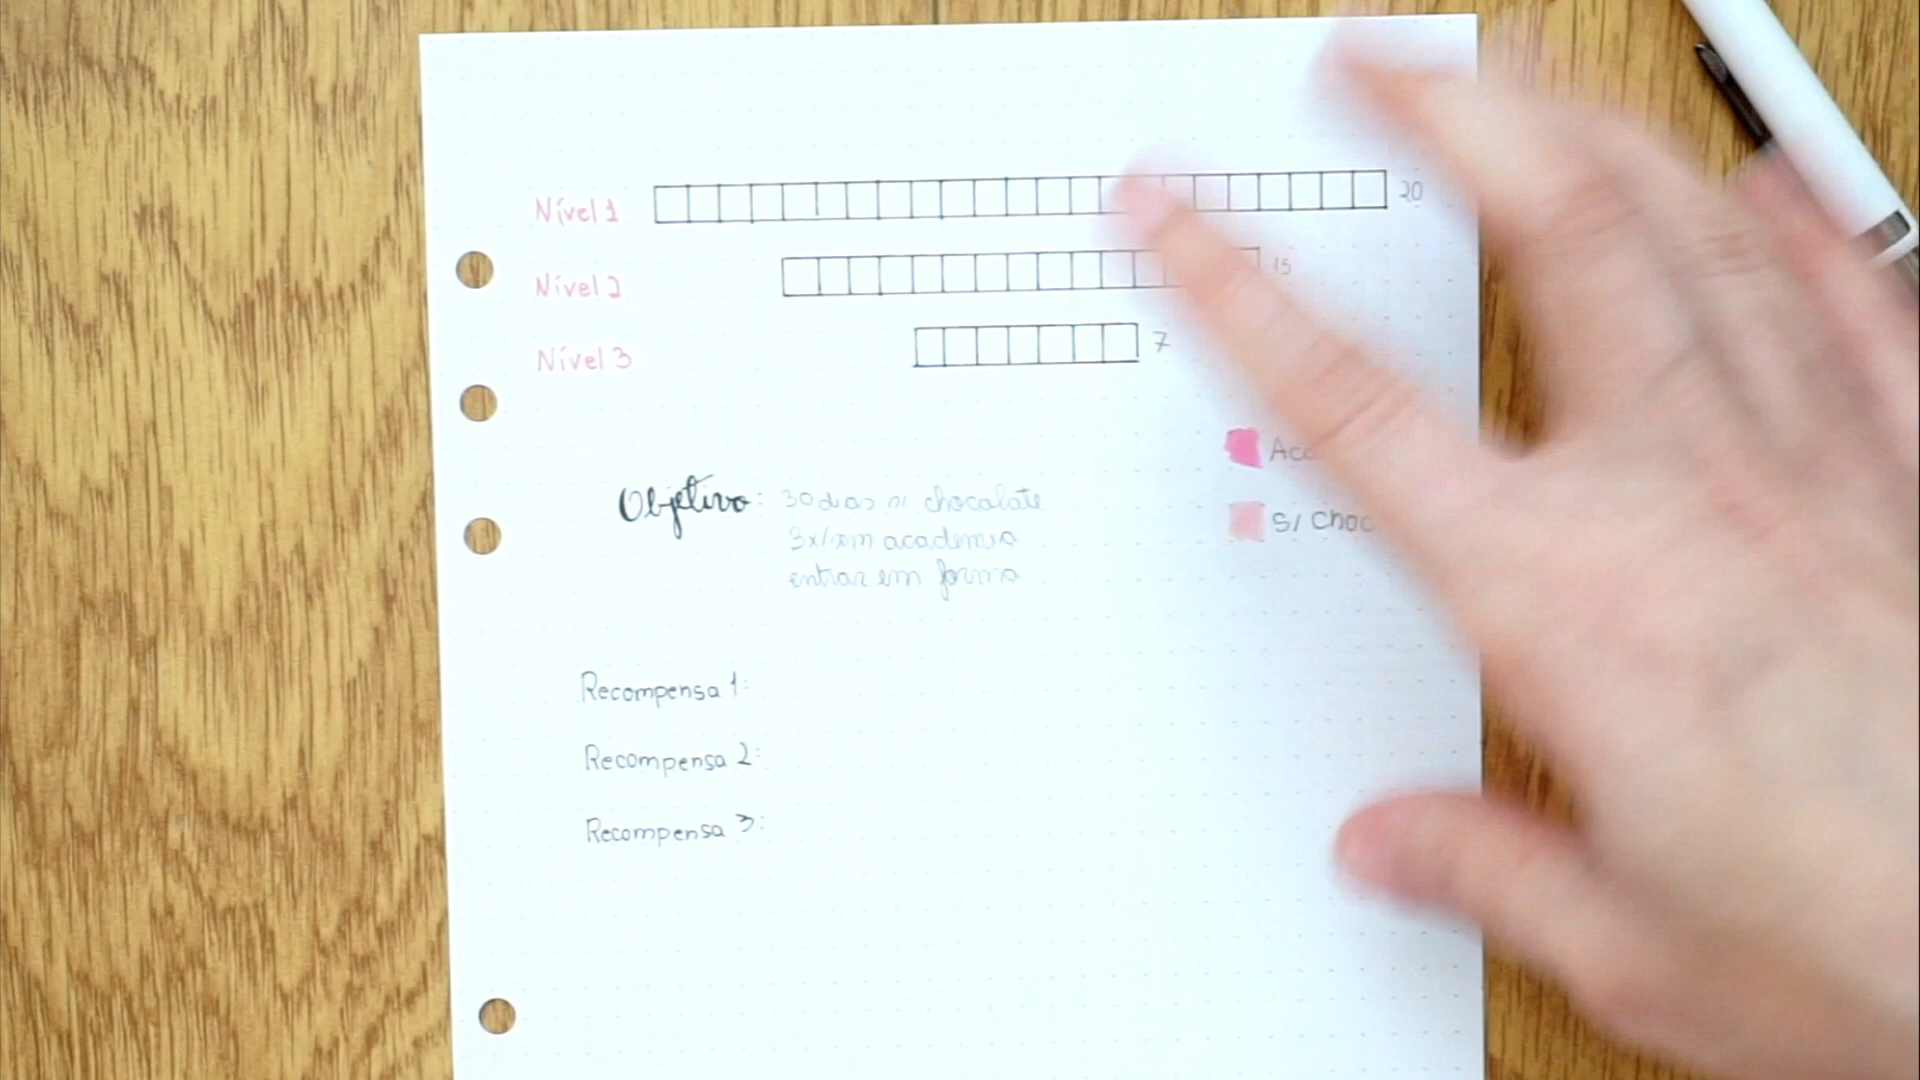 Nível 1 20
Nível 2 15
Nível 3 7
Objetivo: 30 dias s/ chocolate
3x/sem academia
entrar em forma
S/ Choc
Recompensa 1:
Recompensa 2:
Recompensa 3: